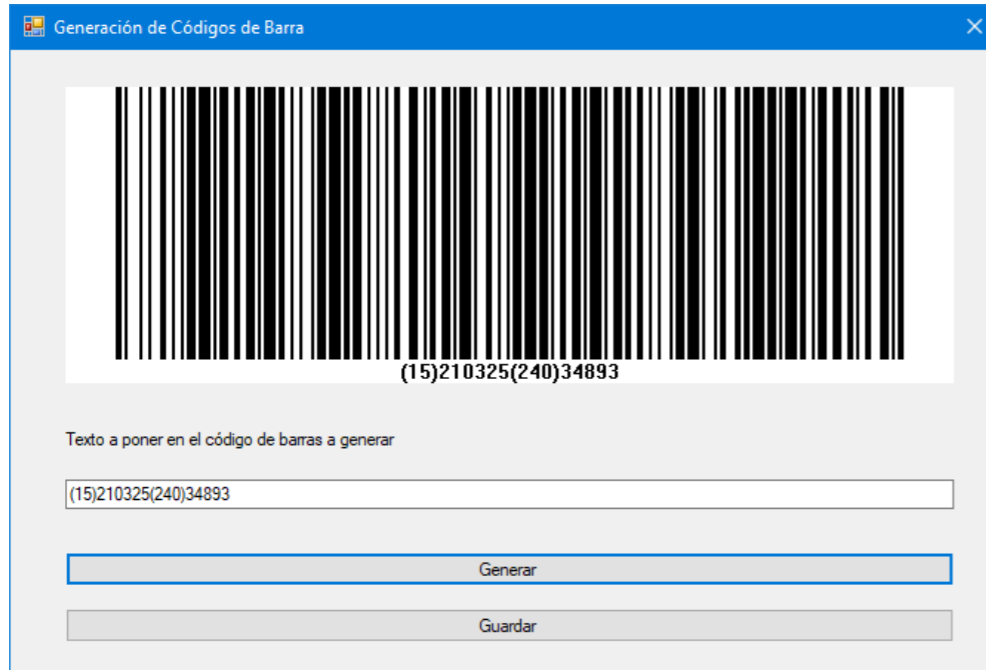 Generación de Códigos de Barra
(15)210325(240)34893
Texto a poner en el código de barras a generar
(15)210325(240)34893
Generar
Guardar